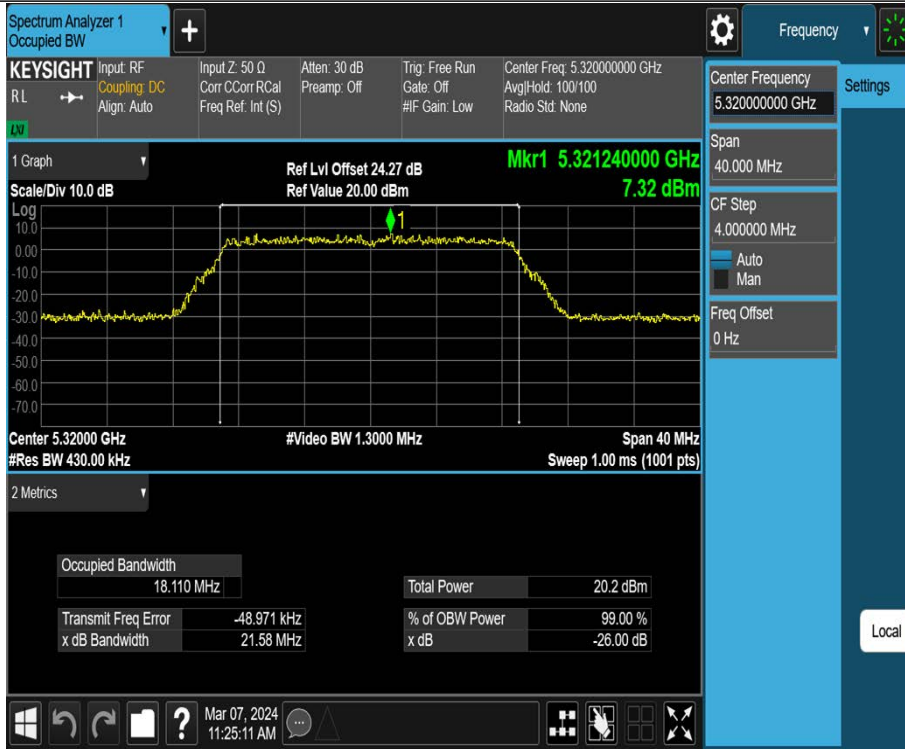 Spectrum Analyzer 1
Occupied BW
+
Frequency
KEYSIGHT
R L
LXI
Input: RF
Coupling: DC
Align: Auto
Input Z: 50 Ω
Corr CCorr RCal
Freq Ref: Int (S)
Atten: 30 dB
Preamp: Off
Trig: Free Run
Gate: Off
#IF Gain: Low
Center Freq: 5.320000000 GHz
Avg|Hold: 100/100
Radio Std: None
Center Frequency
5.320000000 GHz
Settings
Span
40.000 MHz
CF Step
4.000000 MHz
Auto
Man
Freq Offset
0 Hz
Local
1 Graph
Scale/Div 10.0 dB
Ref Lvl Offset 24.27 dB
Ref Value 20.00 dBm
Mkr1 5.321240000 GHz
7.32 dBm
Log
10.0
0.00
-10.0
-20.0
-30.0
-40.0
-50.0
-60.0
-70.0
1
Center 5.32000 GHz
#Video BW 1.3000 MHz
Span 40 MHz
#Res BW 430.00 kHz
Sweep 1.00 ms (1001 pts)
2 Metrics
Occupied Bandwidth
18.110 MHz
Total Power 20.2 dBm
Transmit Freq Error -48.971 kHz
% of OBW Power 99.00 %
x dB Bandwidth 21.58 MHz
x dB -26.00 dB
?
Mar 07, 2024
11:25:11 AM